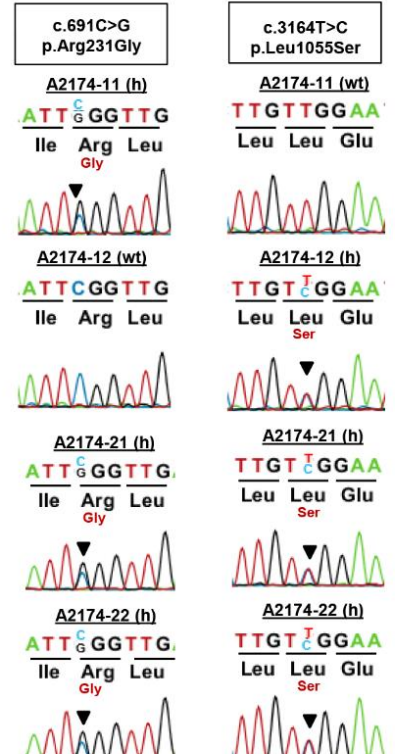 c.691C>G
p.Arg231Gly
A2174-11 (h)
ATT C/G GGTTG
Ile Arg Leu
Gly
A2174-12 (wt)
ATTCGGTTG
Ile Arg Leu
A2174-21 (h)
ATT C/G GGTTG
Ile Arg Leu
Gly
A2174-22 (h)
ATT C/G GGTTG
Ile Arg Leu
Gly
c.3164T>C
p.Leu1055Ser
A2174-11 (wt)
TTGTTGGAA
Leu Leu Glu
A2174-12 (h)
TTGT T/C GGAA
Leu Leu Glu
Ser
A2174-21 (h)
TTGT T/C GGAA
Leu Leu Glu
Ser
A2174-22 (h)
TTGT T/C GGAA
Leu Leu Glu
Ser